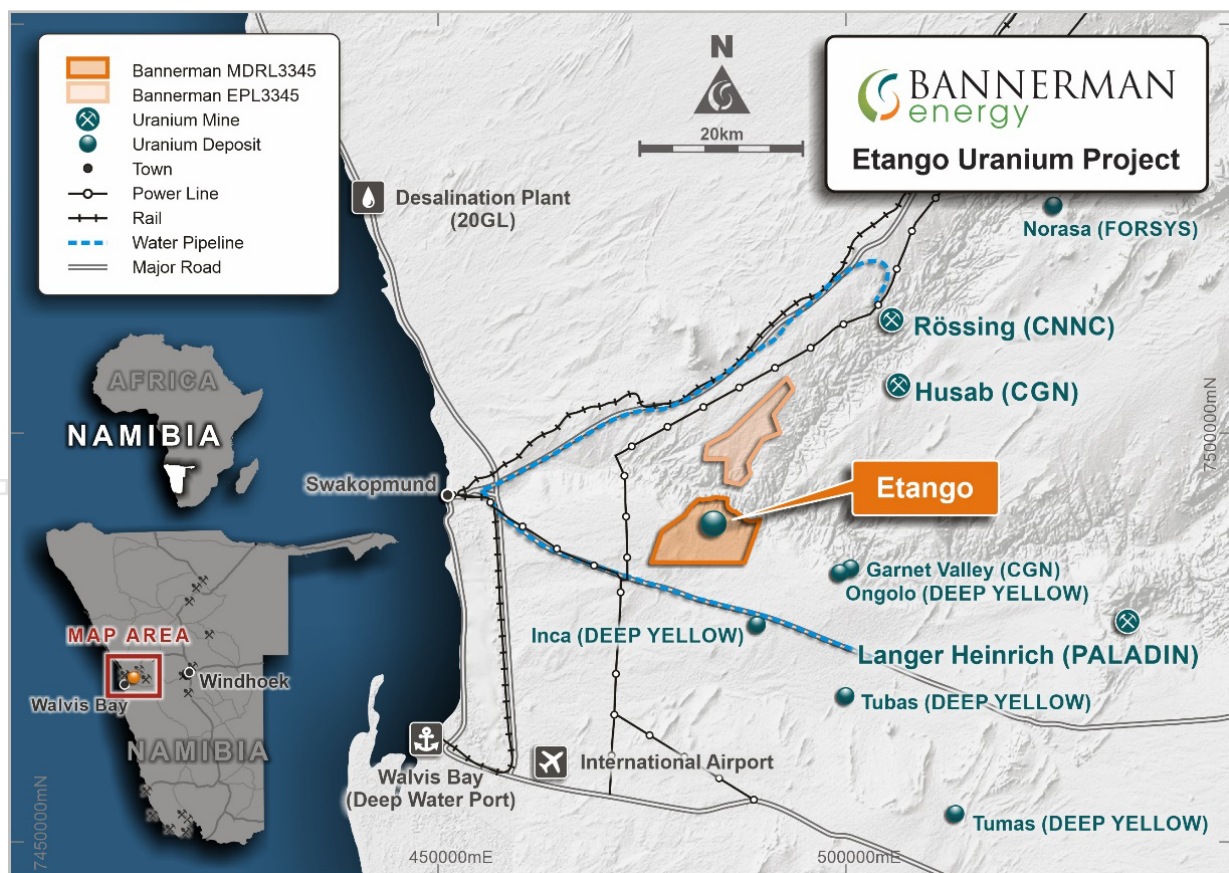 Bannerman MDRL3345
Bannerman EPL3345
Uranium Mine
Uranium Deposit
Town
Power Line
Rail
Water Pipeline
Major Road
N
20km
BANNERMAN
energy
Etango Uranium Project
Desalination Plant
(20GL)
Norasa (FORSYS)
Rössing (CNNC)
Husab (CGN)
7500000mN
AFRICA
NAMIBIA
Swakopmund
Etango
Garnet Valley (CGN)
Ongolo (DEEP YELLOW)
Inca (DEEP YELLOW)
Langer Heinrich (PALADIN)
Tubas (DEEP YELLOW)
MAP AREA
Windhoek
Walvis Bay
NAMIBIA
International Airport
Walvis Bay
(Deep Water Port)
Tumas (DEEP YELLOW)
7450000mN
450000mE
500000mE